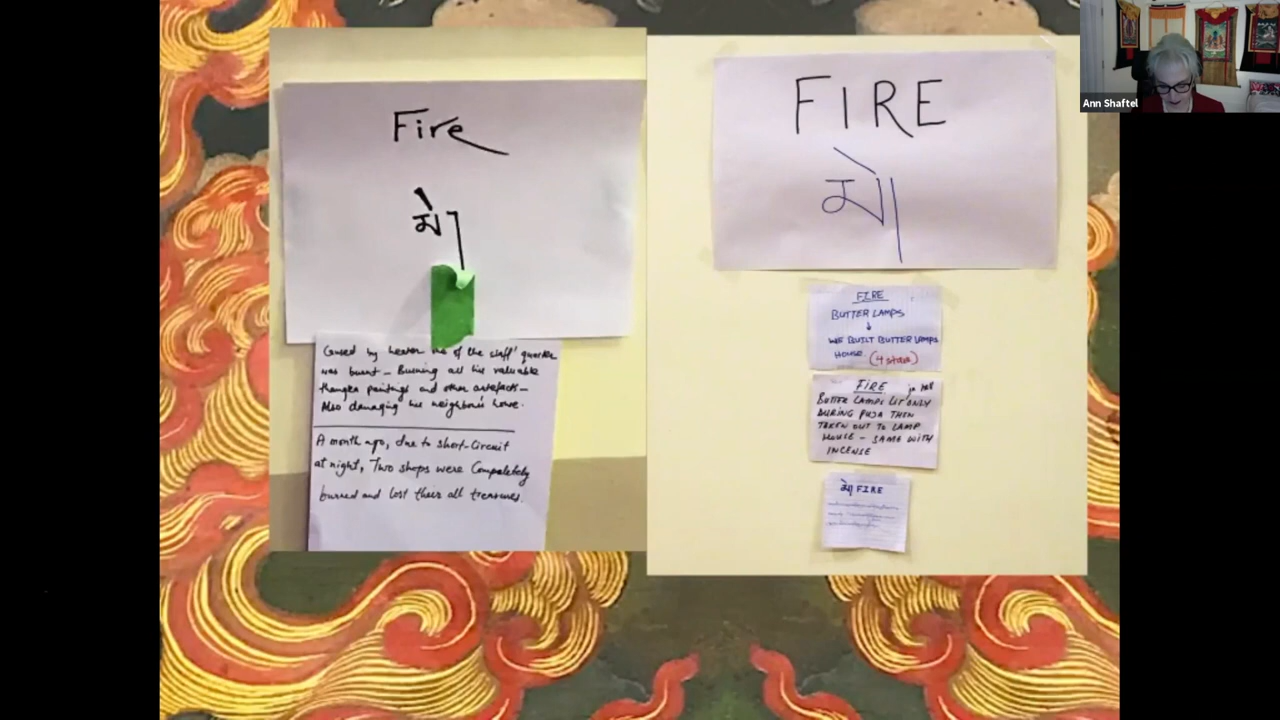 Fire
མེ།
Caused by heater one of the staff' quarter
was burnt – Burning all his valuable
thangka paintings and other artefacts –
Also damaging his neighbour's house.
A month ago, due to short-circuit
at night, Two shops were Completely
burned and lost their all treasures.
FIRE
མེ།
FIRE
BUTTER LAMPS
↓
WE BUILT BUTTER LAMPS
HOUSE. (4 stars)
FIRE
BUTTER LAMPS LIT ONLY
DURING PUJA THEN
TAKEN OUT TO LAMP
HOUSE – SAME WITH
INCENSE
མེ། FIRE
Ann Shaftel